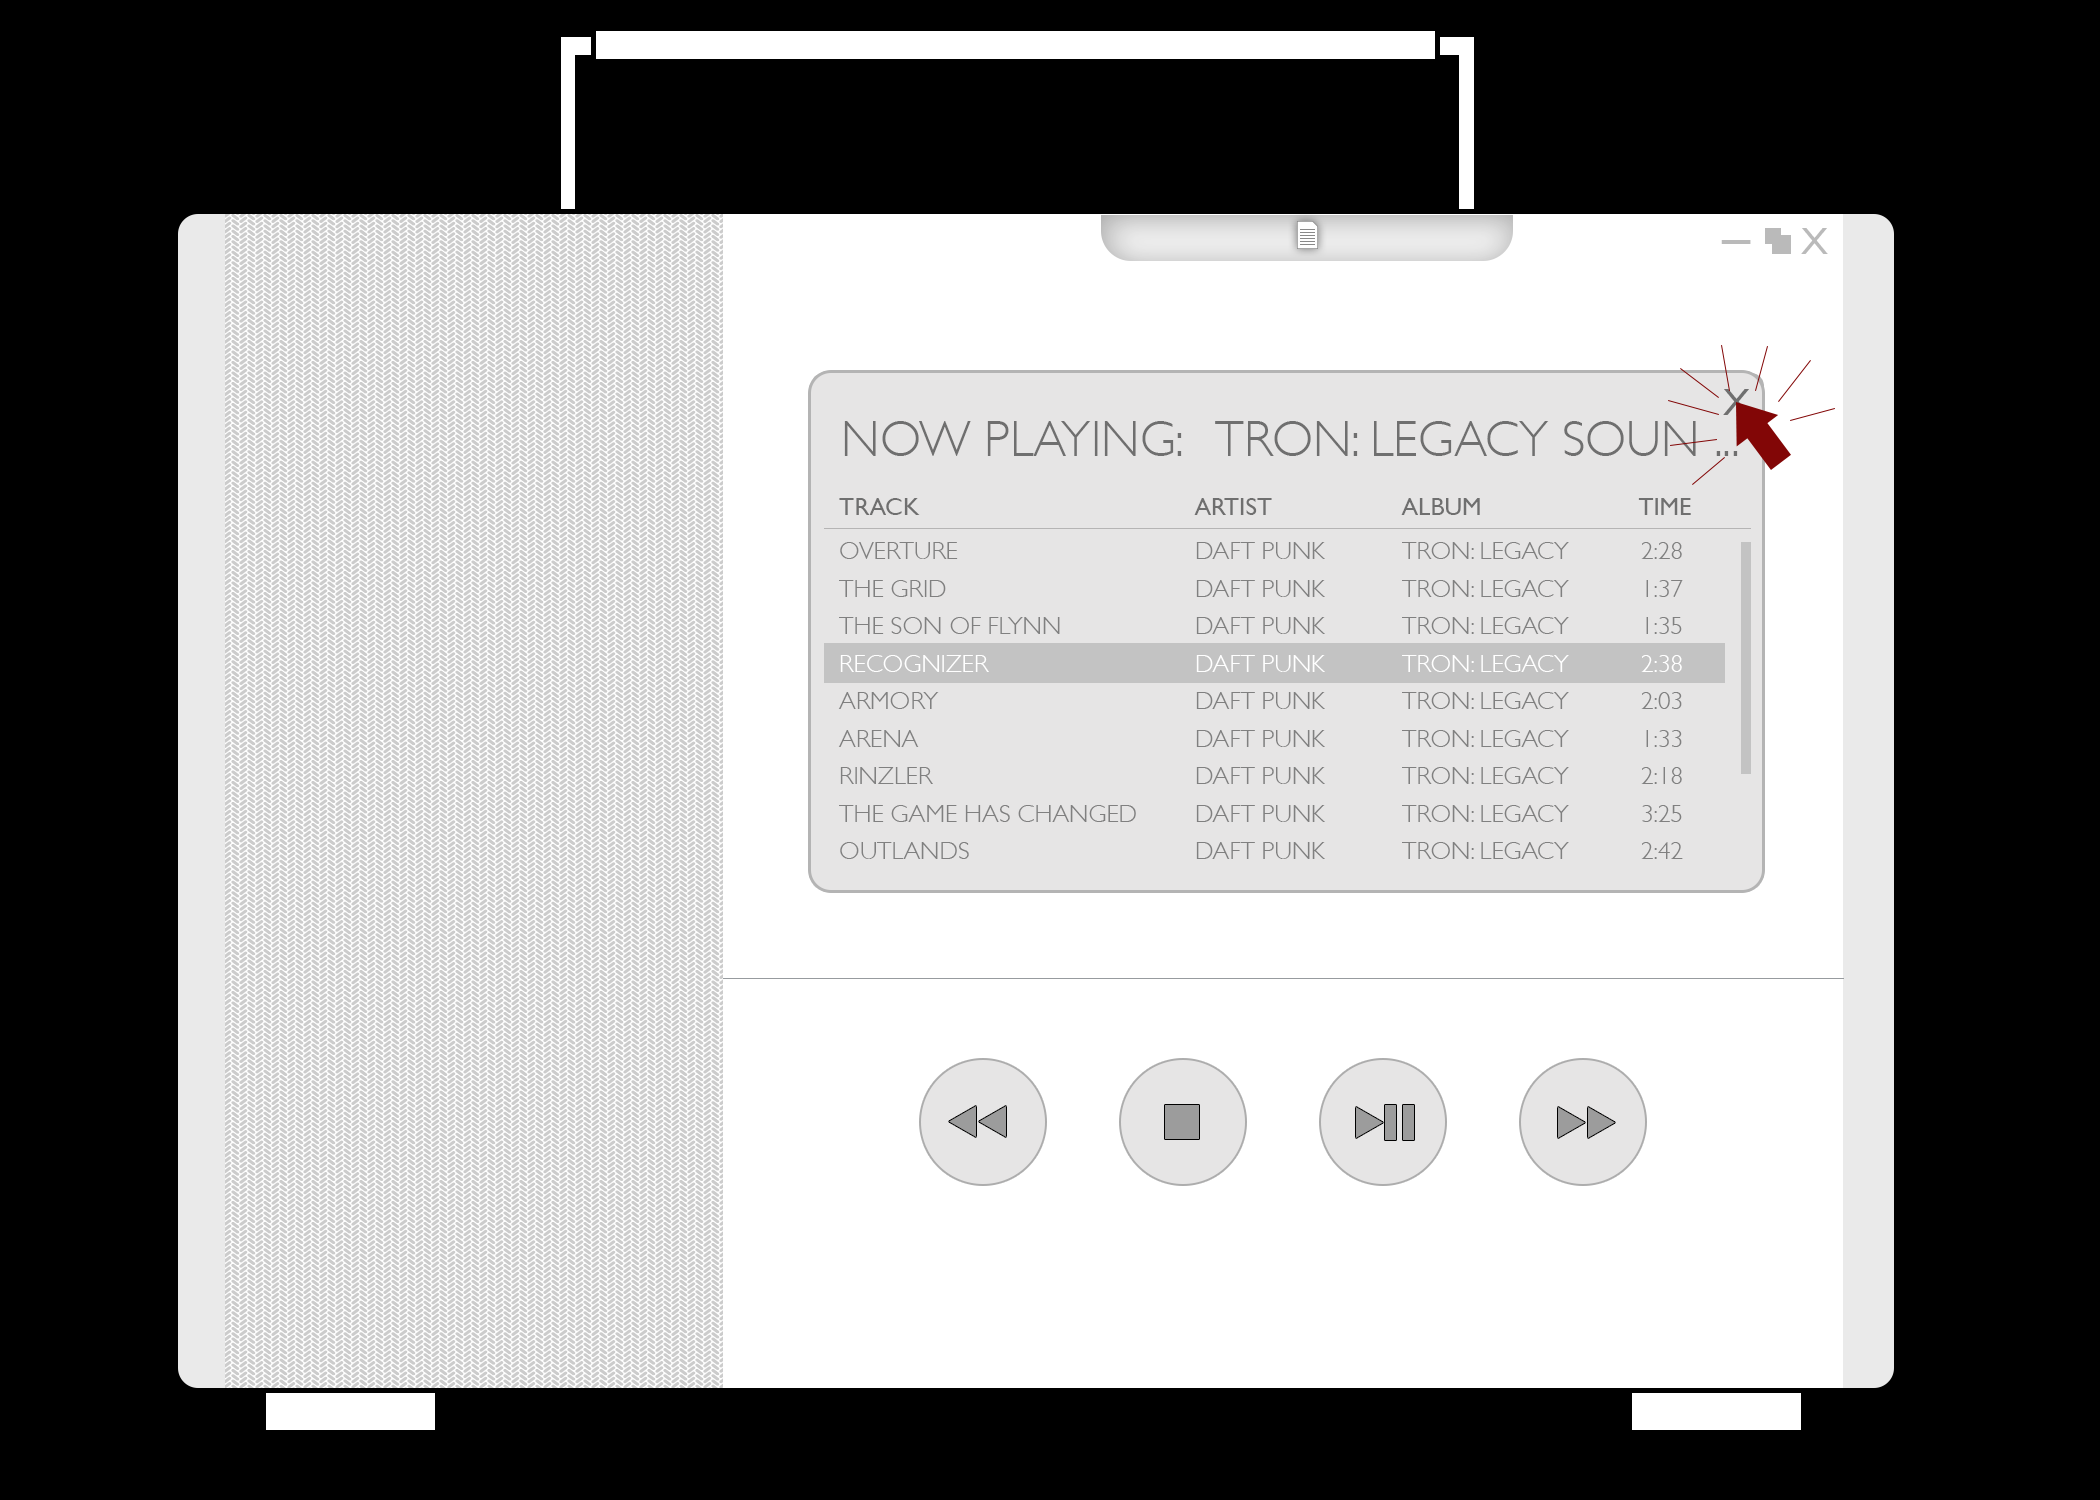 X
X
NOW PLAYING: TRON: LEGACY SOUN ...
TRACK ARTIST ALBUM TIME
OVERTURE DAFT PUNK TRON: LEGACY 2:28
THE GRID DAFT PUNK TRON: LEGACY 1:37
THE SON OF FLYNN DAFT PUNK TRON: LEGACY 1:35
RECOGNIZER DAFT PUNK TRON: LEGACY 2:38
ARMORY DAFT PUNK TRON: LEGACY 2:03
ARENA DAFT PUNK TRON: LEGACY 1:33
RINZLER DAFT PUNK TRON: LEGACY 2:18
THE GAME HAS CHANGED DAFT PUNK TRON: LEGACY 3:25
OUTLANDS DAFT PUNK TRON: LEGACY 2:42